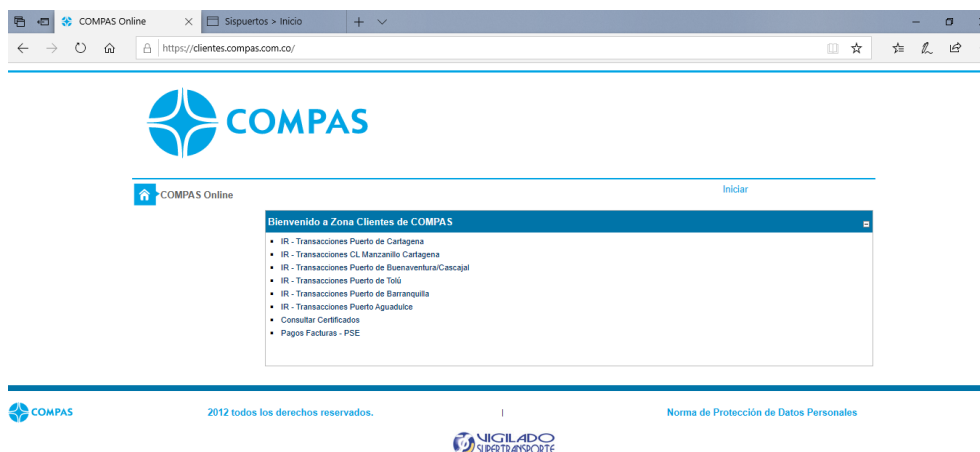 COMPAS Online
Sispuertos > Inicio
https://clientes.compas.com.co/
COMPAS
COMPAS Online
Iniciar
Bienvenido a Zona Clientes de COMPAS
IR - Transacciones Puerto de Cartagena
IR - Transacciones CL Manzanillo Cartagena
IR - Transacciones Puerto de Buenaventura/Cascajal
IR - Transacciones Puerto de Tolú
IR - Transacciones Puerto de Barranquilla
IR - Transacciones Puerto Aguadulce
Consultar Certificados
Pagos Facturas - PSE
COMPAS
2012 todos los derechos reservados.
|
Norma de Protección de Datos Personales
VIGILADO
SUPERTRANSPORTE